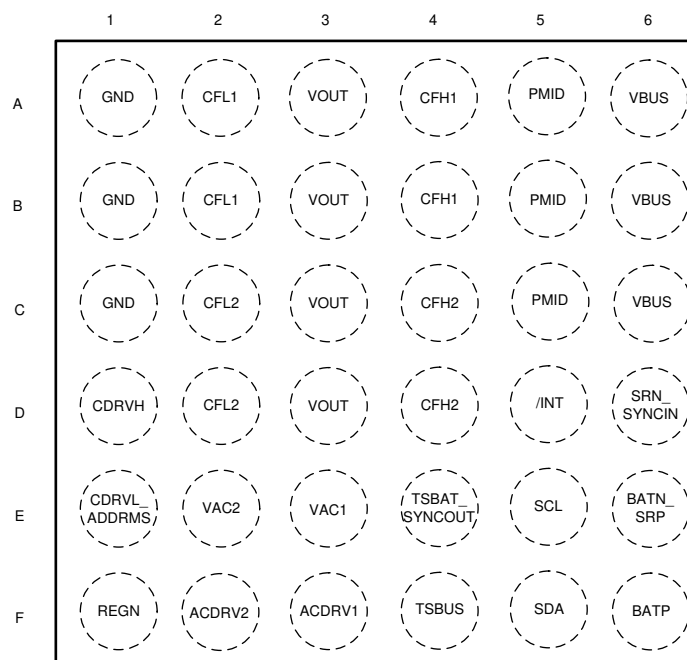 1 2 3 4 5 6
A GND CFL1 VOUT CFH1 PMID VBUS
B GND CFL1 VOUT CFH1 PMID VBUS
C GND CFL2 VOUT CFH2 PMID VBUS
D CDRVH CFL2 VOUT CFH2 /INT SRN_
SYNCIN
E CDRVL_
ADDRMS VAC2 VAC1 TSBAT_
SYNCOUT SCL BATN_
SRP
F REGN ACDRV2 ACDRV1 TSBUS SDA BATP